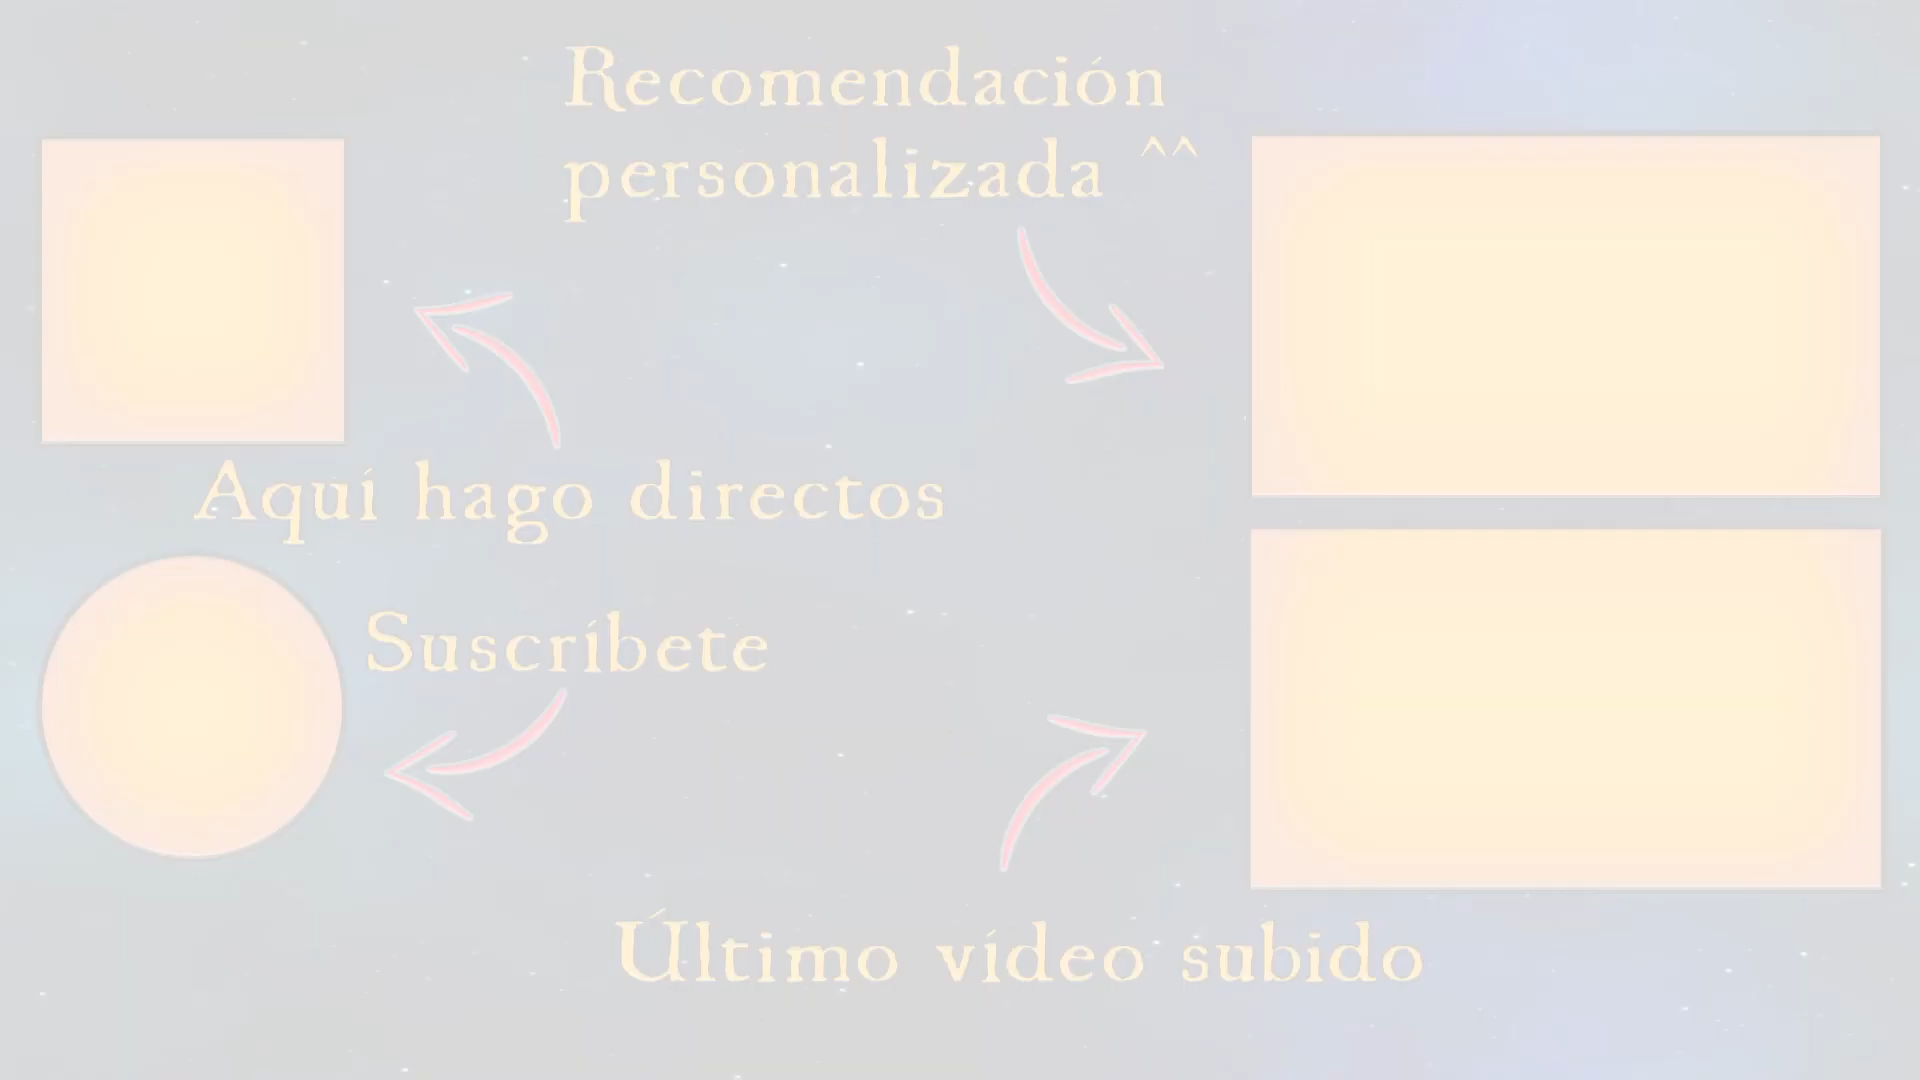 Recomendación
personalizada ^^
Aquí hago directos
Suscríbete
Último vídeo subido